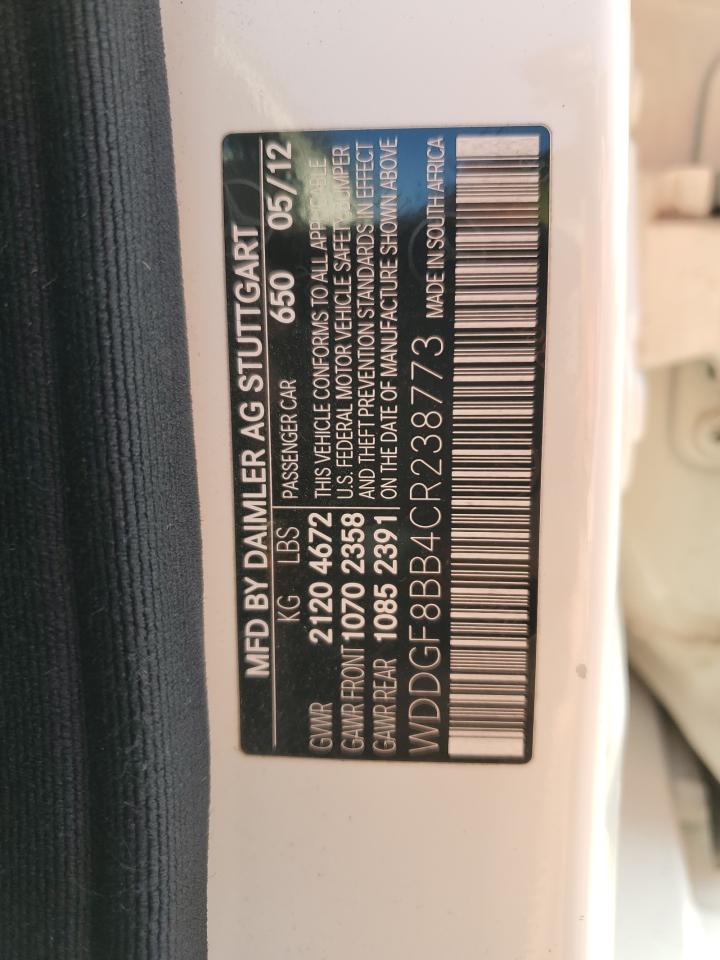 MFD BY DAIMLER AG STUTTGART
KG LBS PASSENGER CAR 650 05/12
GVWR 2120 4672 THIS VEHICLE CONFORMS TO ALL APPLICABLE
GAWR FRONT 1070 2358 U.S. FEDERAL MOTOR VEHICLE SAFETY, BUMPER
GAWR REAR 1085 2391 AND THEFT PREVENTION STANDARDS IN EFFECT
ON THE DATE OF MANUFACTURE SHOWN ABOVE
WDDGF8BB4CR238773 MADE IN SOUTH AFRICA